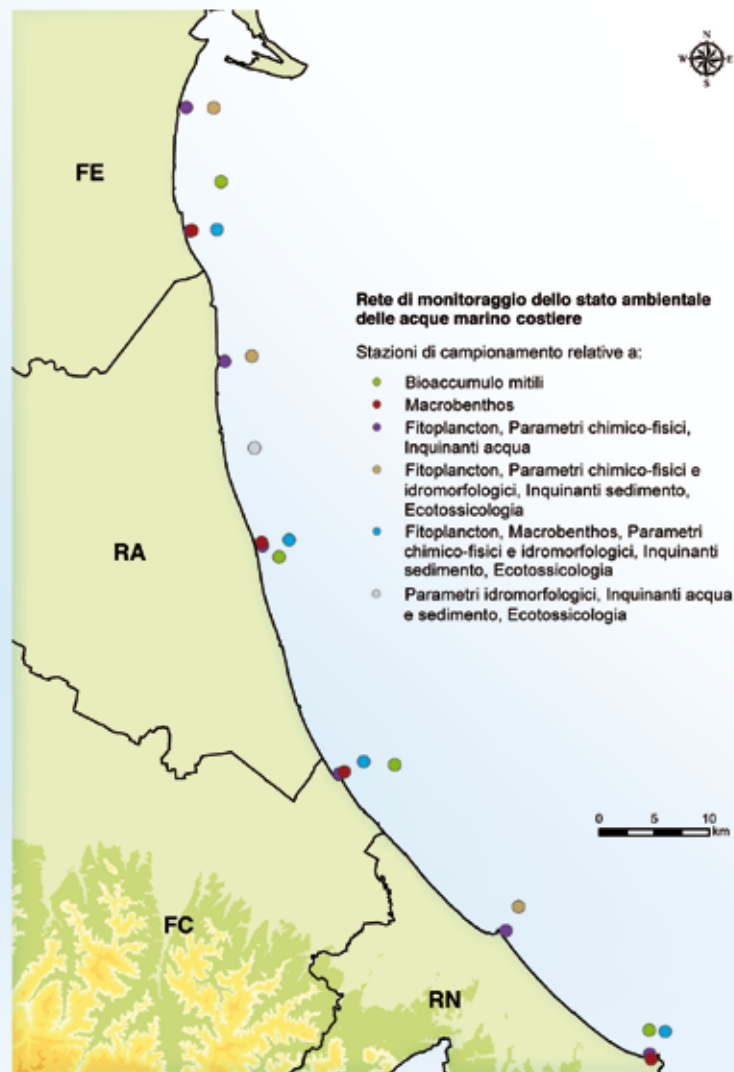 N
W E
S
FE
Rete di monitoraggio dello stato ambientale
delle acque marino costiere
Stazioni di campionamento relative a:
Bioaccumulo mitili
Macrobenthos
Fitoplancton, Parametri chimico-fisici,
Inquinanti acqua
Fitoplancton, Parametri chimico-fisici e
idromorfologici, Inquinanti sedimento,
Ecotossicologia
Fitoplancton, Macrobenthos, Parametri
chimico-fisici e idromorfologici, Inquinanti
sedimento, Ecotossicologia
Parametri idromorfologici, Inquinanti acqua
e sedimento, Ecotossicologia
RA
0 5 10
km
FC
RN